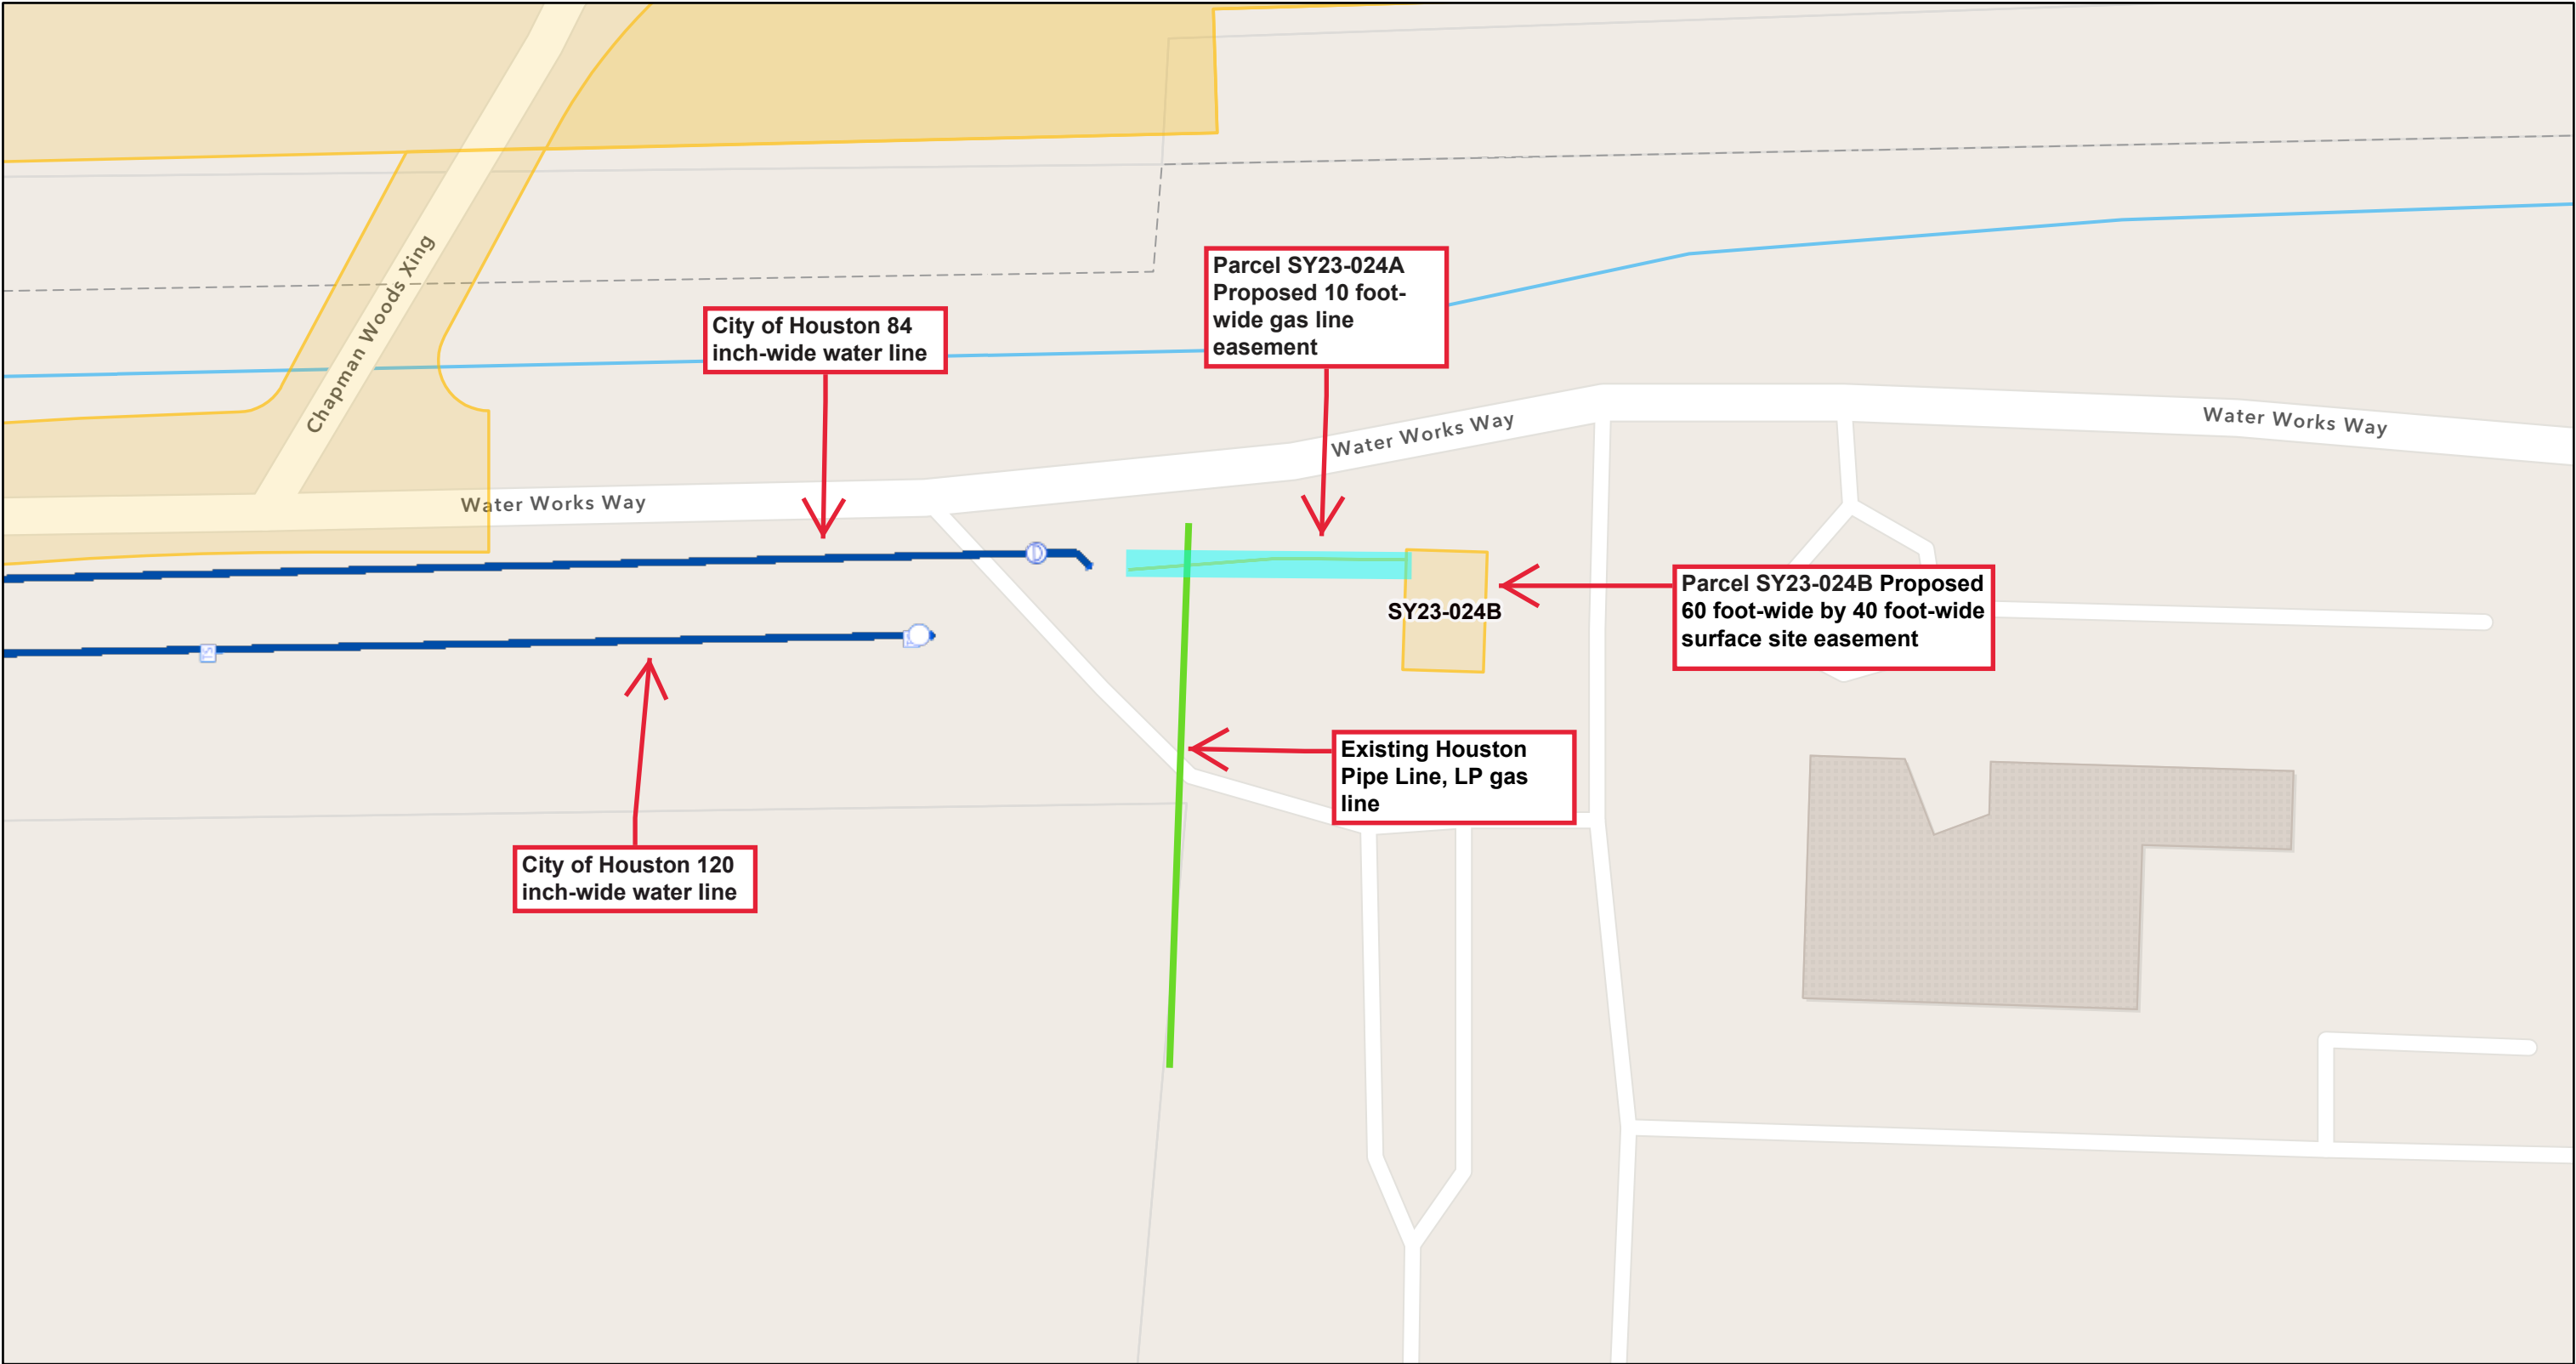 Parcel SY23-024A
Proposed 10 foot-
wide gas line
easement
City of Houston 84
inch-wide water line
Chapman Woods Xing
Water Works Way
Water Works Way
Water Works Way
Parcel SY23-024B Proposed
60 foot-wide by 40 foot-wide
surface site easement
SY23-024B
Existing Houston
Pipe Line, LP gas
line
City of Houston 120
inch-wide water line